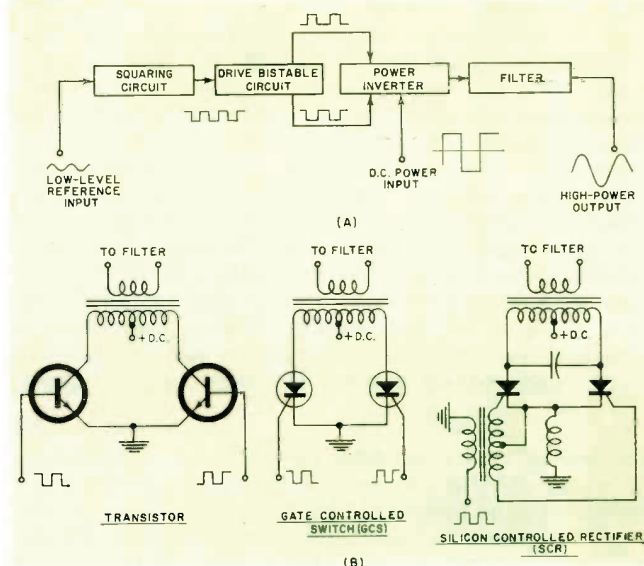 SQUARING
CIRCUIT
DRIVE BISTABLE
CIRCUIT
POWER
INVERTER
FILTER
LOW-LEVEL
REFERENCE
INPUT
D.C. POWER
INPUT
HIGH-POWER
OUTPUT
(A)
TO FILTER
TO FILTER
TO FILTER
+D.C.
+D.C.
+D.C.
TRANSISTOR
GATE CONTROLLED
SWITCH (GCS)
SILICON CONTROLLED RECTIFIER
(SCR)
(B)